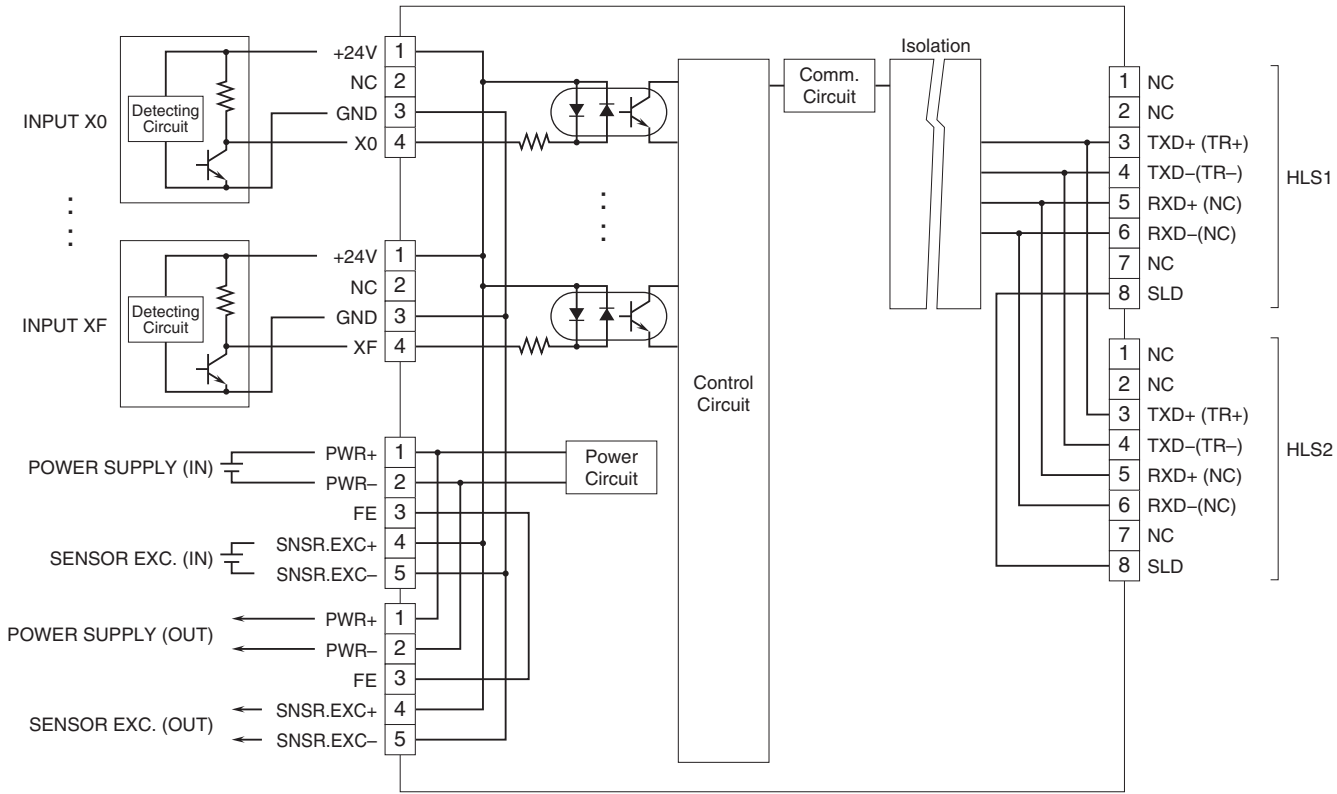 INPUT X0
Detecting
Circuit
+24V 1
NC 2
GND 3
X0 4
INPUT XF
Detecting
Circuit
+24V 1
NC 2
GND 3
XF 4
POWER SUPPLY (IN)
PWR+ 1
PWR– 2
FE 3
SENSOR EXC. (IN)
SNSR.EXC+ 4
SNSR.EXC– 5
POWER SUPPLY (OUT)
PWR+ 1
PWR– 2
FE 3
SENSOR EXC. (OUT)
SNSR.EXC+ 4
SNSR.EXC– 5
Power
Circuit
Control
Circuit
Comm.
Circuit
Isolation
1 NC
2 NC
3 TXD+ (TR+)
4 TXD–(TR–)
5 RXD+ (NC)
6 RXD–(NC)
7 NC
8 SLD
HLS1
1 NC
2 NC
3 TXD+ (TR+)
4 TXD–(TR–)
5 RXD+ (NC)
6 RXD–(NC)
7 NC
8 SLD
HLS2